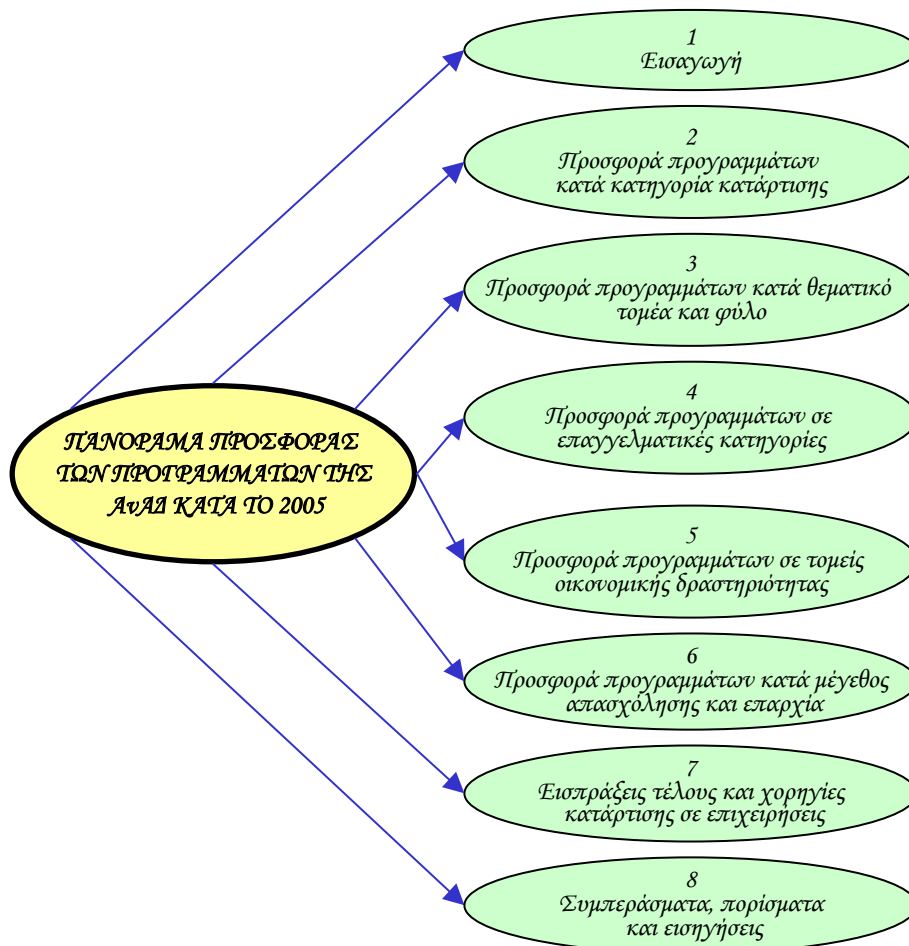 1
Εισαγωγή
2
Προσφορά προγραμμάτων
κατά κατηγορία κατάρτισης
3
Προσφορά προγραμμάτων κατά θεματικό
τομέα και φύλο
4
Προσφορά προγραμμάτων σε
επαγγελματικές κατηγορίες
ΠΑΝΟΡΑΜΑ ΠΡΟΣΦΟΡΑΣ
ΤΩΝ ΠΡΟΓΡΑΜΜΑΤΩΝ ΤΗΣ
ΑνΑΔ ΚΑΤΑ ΤΟ 2005
5
Προσφορά προγραμμάτων σε τομείς
οικονομικής δραστηριότητας
6
Προσφορά προγραμμάτων κατά μέγεθος
απασχόλησης και επαρχία
7
Εισπράξεις τέλους και χορηγίες
κατάρτισης σε επιχειρήσεις
8
Συμπεράσματα, πορίσματα
και εισηγήσεις